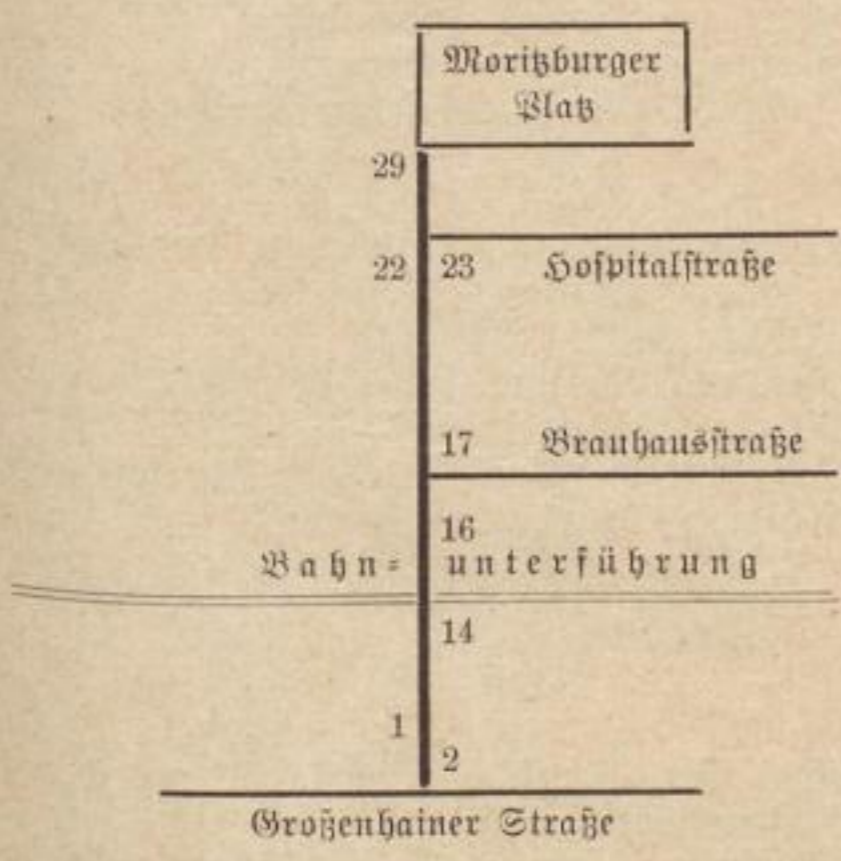 Moritzburger
Platz
29
22 23 Hoſpitalſtraße
17 Brauhausſtraße
16
Bahn⸗ unterführung
14
1
2
Großenhainer Straße